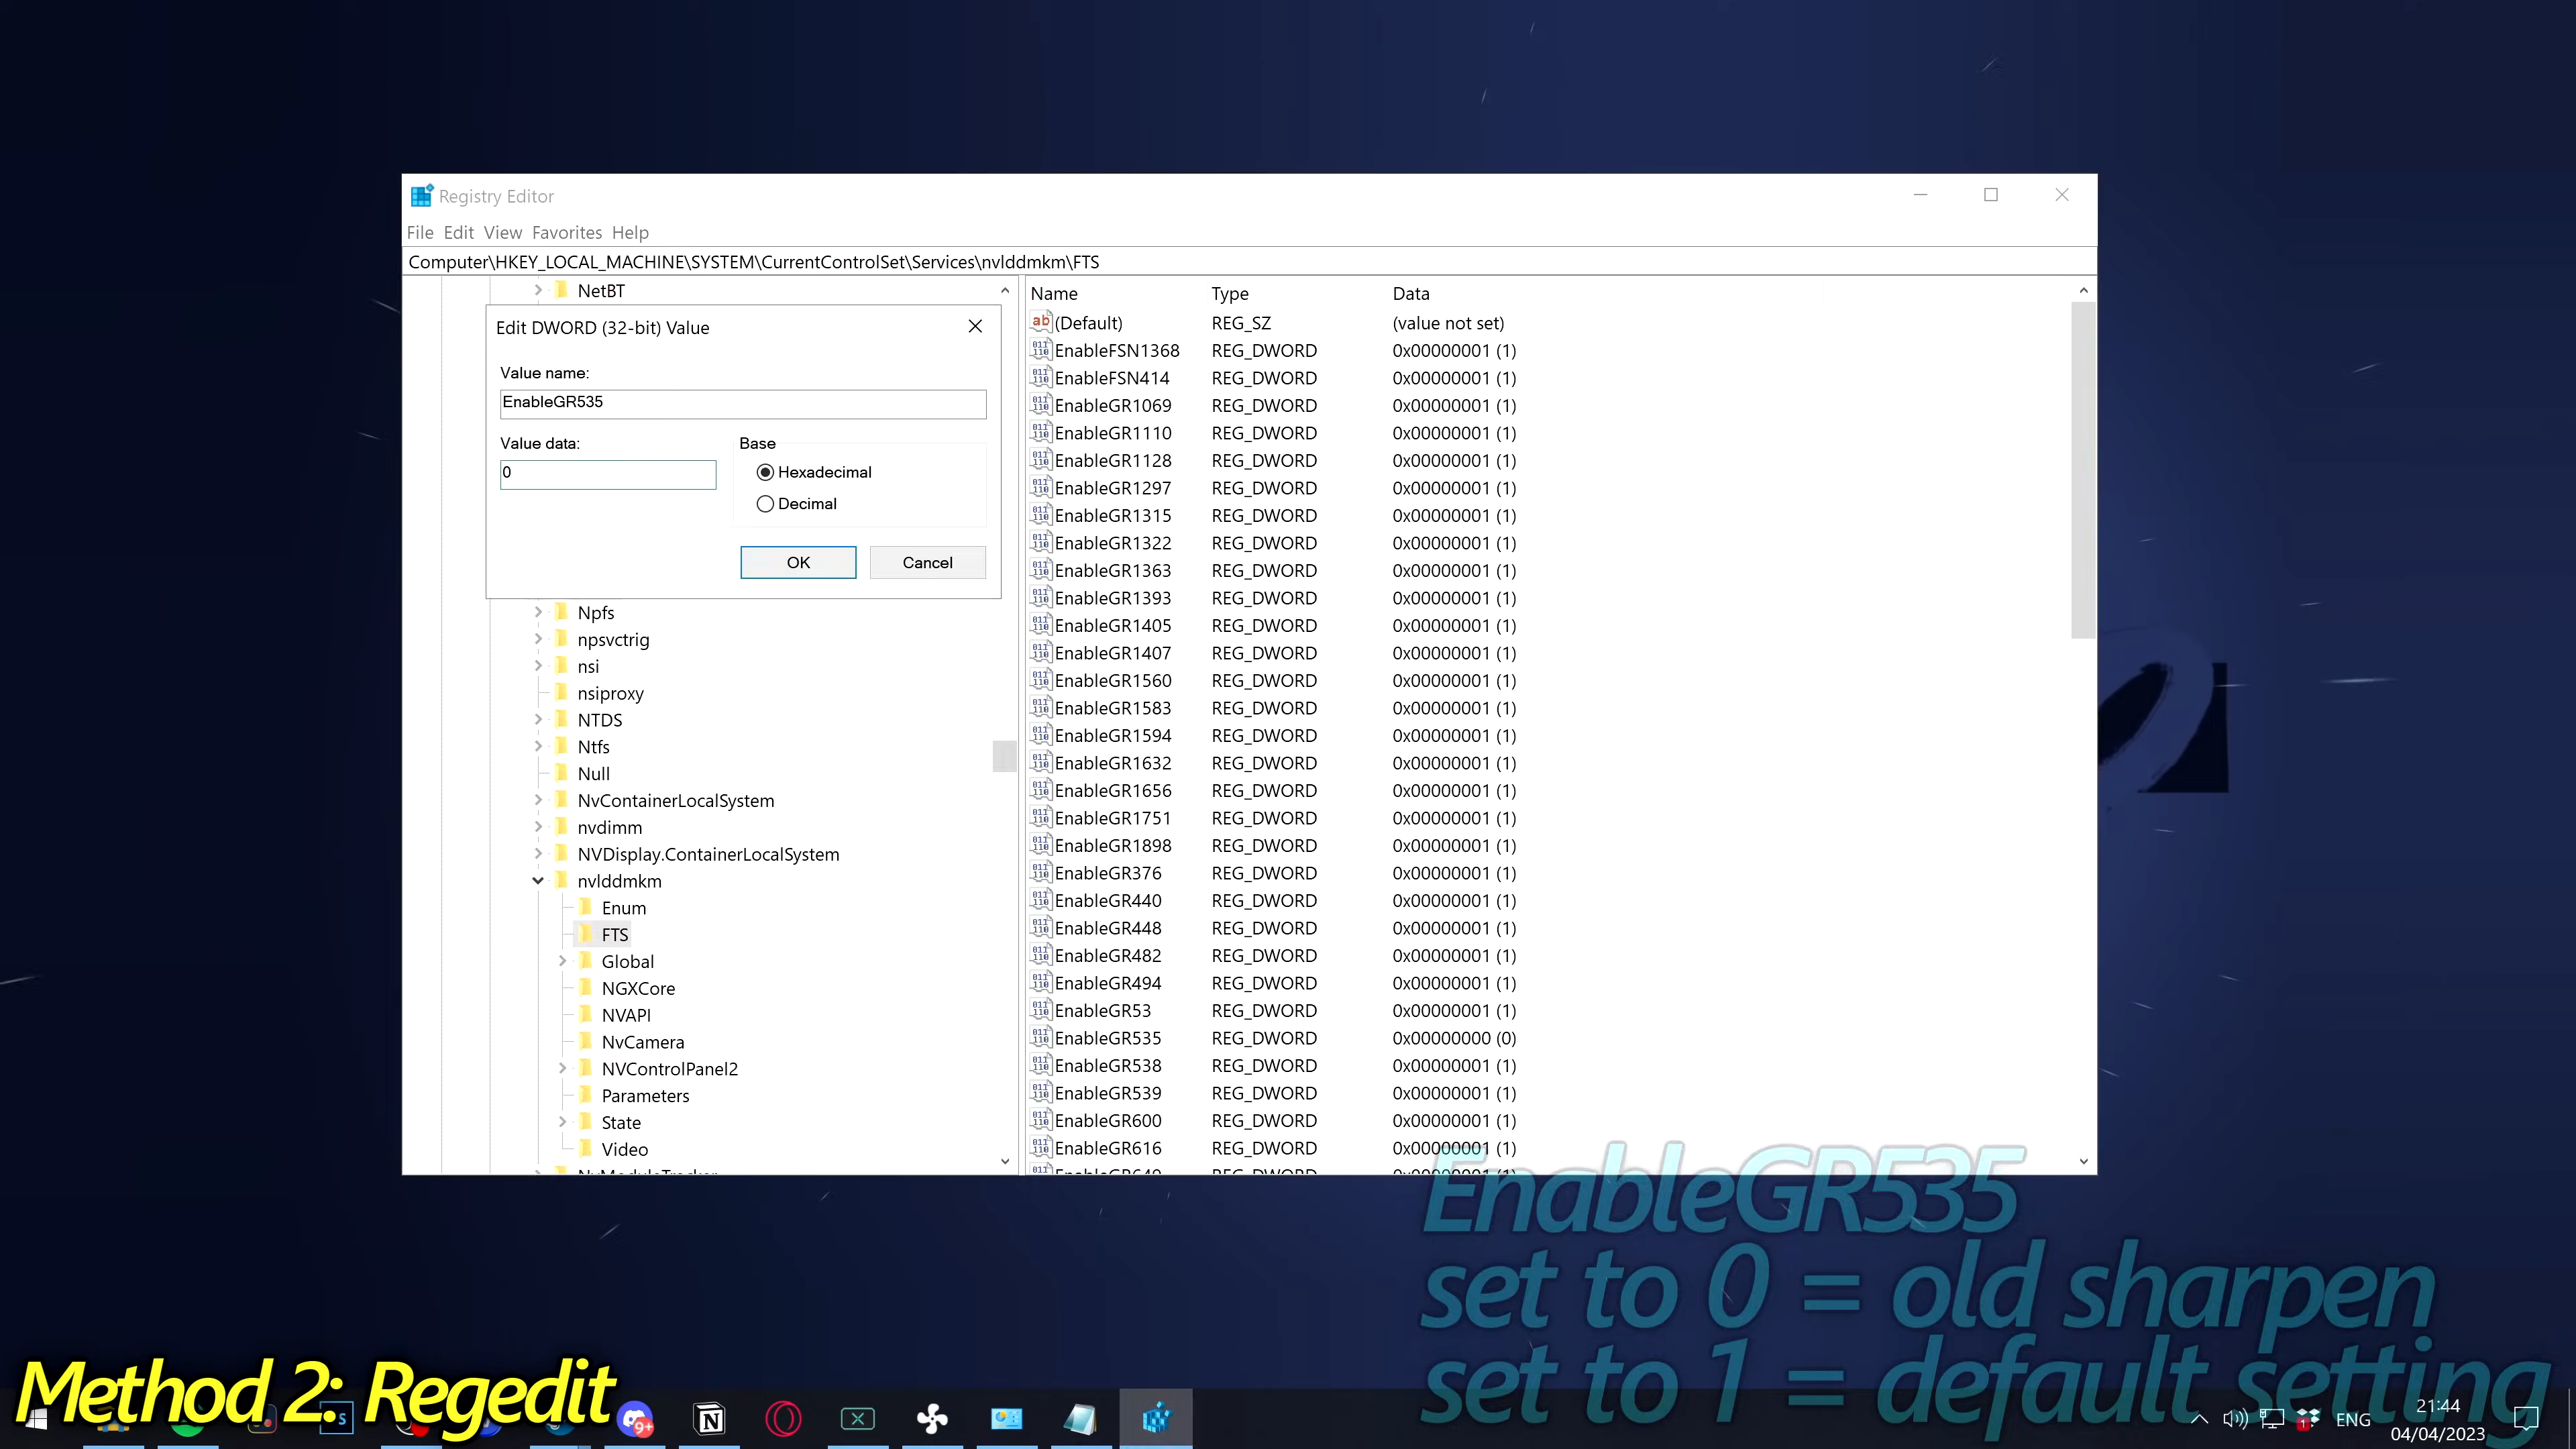 Registry Editor
File Edit View Favorites Help
Computer\HKEY_LOCAL_MACHINE\SYSTEM\CurrentControlSet\Services\nvlddmkm\FTS
NetBT
Edit DWORD (32-bit) Value
Value name:
EnableGR535
Value data:
Base
0
Hexadecimal
Decimal
OK
Cancel
Npfs
npsvctrig
nsi
nsiproxy
NTDS
Ntfs
Null
NvContainerLocalSystem
nvdimm
NVDisplay.ContainerLocalSystem
nvlddmkm
Enum
FTS
Global
NGXCore
NVAPI
NvCamera
NVControlPanel2
Parameters
State
Video
NvModuleTracker
Name Type Data
(Default) REG_SZ (value not set)
EnableFSN1368 REG_DWORD 0x00000001 (1)
EnableFSN414 REG_DWORD 0x00000001 (1)
EnableGR1069 REG_DWORD 0x00000001 (1)
EnableGR1110 REG_DWORD 0x00000001 (1)
EnableGR1128 REG_DWORD 0x00000001 (1)
EnableGR1297 REG_DWORD 0x00000001 (1)
EnableGR1315 REG_DWORD 0x00000001 (1)
EnableGR1322 REG_DWORD 0x00000001 (1)
EnableGR1363 REG_DWORD 0x00000001 (1)
EnableGR1393 REG_DWORD 0x00000001 (1)
EnableGR1405 REG_DWORD 0x00000001 (1)
EnableGR1407 REG_DWORD 0x00000001 (1)
EnableGR1560 REG_DWORD 0x00000001 (1)
EnableGR1583 REG_DWORD 0x00000001 (1)
EnableGR1594 REG_DWORD 0x00000001 (1)
EnableGR1632 REG_DWORD 0x00000001 (1)
EnableGR1656 REG_DWORD 0x00000001 (1)
EnableGR1751 REG_DWORD 0x00000001 (1)
EnableGR1898 REG_DWORD 0x00000001 (1)
EnableGR376 REG_DWORD 0x00000001 (1)
EnableGR440 REG_DWORD 0x00000001 (1)
EnableGR448 REG_DWORD 0x00000001 (1)
EnableGR482 REG_DWORD 0x00000001 (1)
EnableGR494 REG_DWORD 0x00000001 (1)
EnableGR53 REG_DWORD 0x00000001 (1)
EnableGR535 REG_DWORD 0x00000000 (0)
EnableGR538 REG_DWORD 0x00000001 (1)
EnableGR539 REG_DWORD 0x00000001 (1)
EnableGR600 REG_DWORD 0x00000001 (1)
EnableGR616 REG_DWORD 0x00000001 (1)
EnableGR535
set to 0 = old sharpen
set to 1 = default setting
Method 2: Regedit
9+
ENG
21:44
04/04/2023